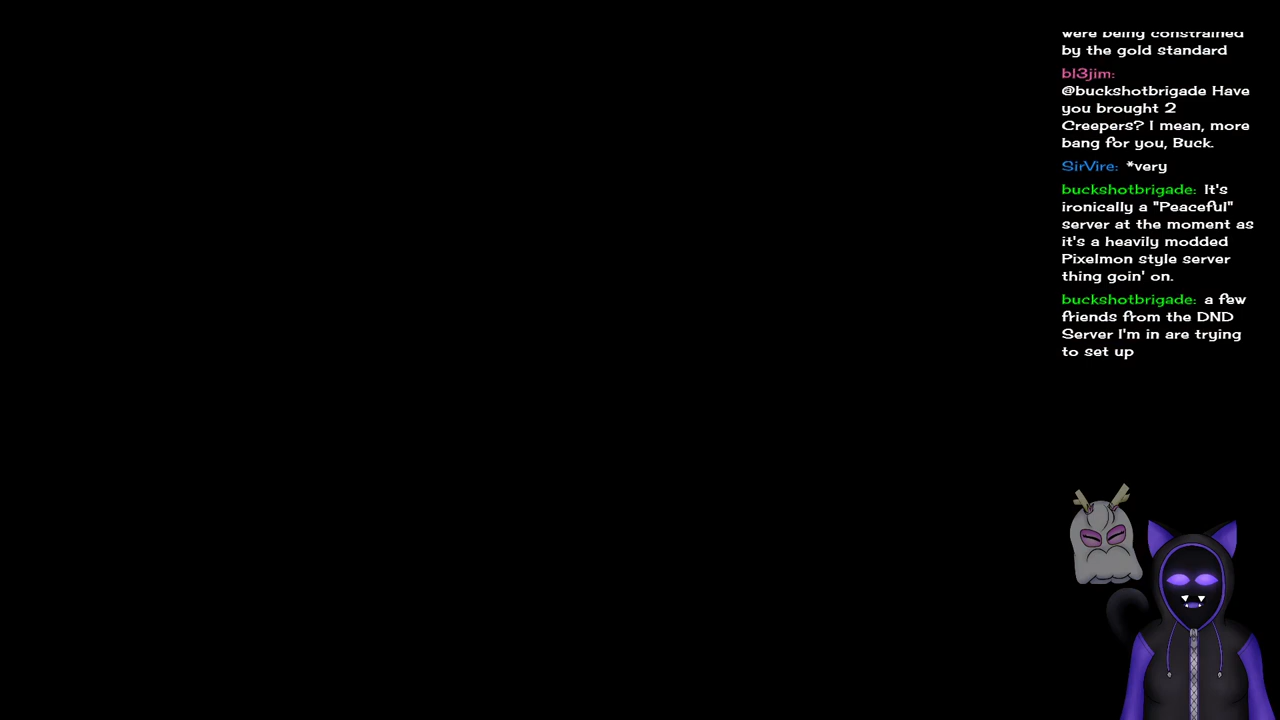 were being constrained
by the gold standard
bl3jim:
@buckshotbrigade Have
you brought 2
Creepers? I mean, more
bang for you, Buck.
SirVire: *very
buckshotbrigade: It's
ironically a "Peaceful"
server at the moment as
it's a heavily modded
Pixelmon style server
thing goin' on.
buckshotbrigade: a few
friends from the DND
Server I'm in are trying
to set up